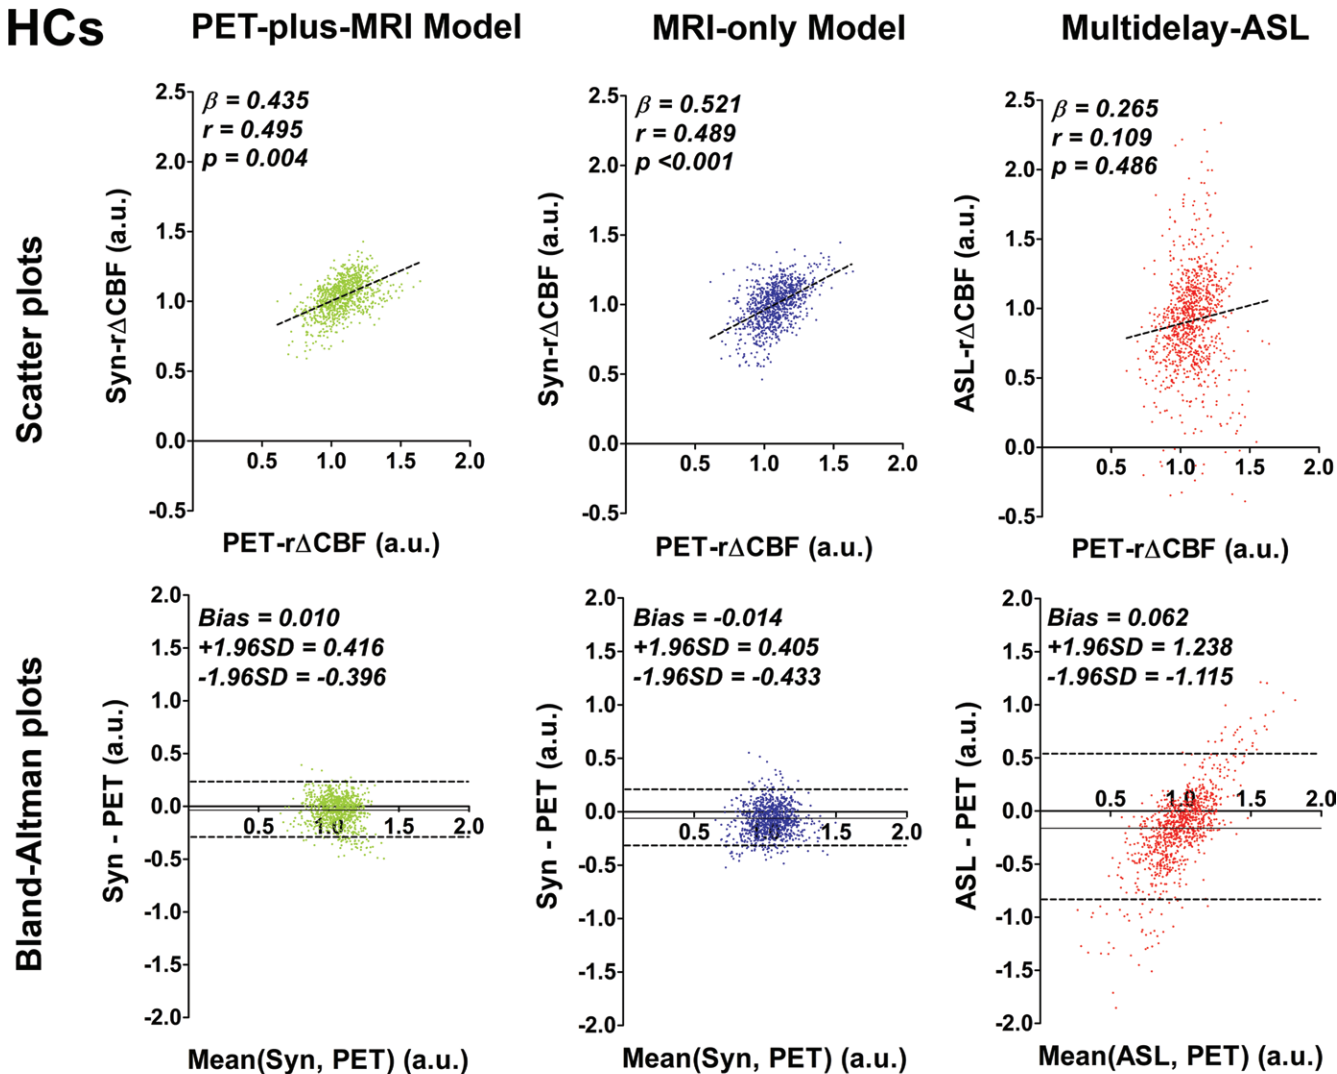 HCs
PET-plus-MRI Model
MRI-only Model
Multidelay-ASL
Scatter plots
Syn-rΔCBF (a.u.)
2.5
2.0
1.5
1.0
0.5
0.0
-0.5
β = 0.435
r = 0.495
p = 0.004
0.5 1.0 1.5 2.0
PET-rΔCBF (a.u.)
Syn-rΔCBF (a.u.)
2.5
2.0
1.5
1.0
0.5
0.0
-0.5
β = 0.521
r = 0.489
p <0.001
0.5 1.0 1.5 2.0
PET-rΔCBF (a.u.)
ASL-rΔCBF (a.u.)
2.5
2.0
1.5
1.0
0.5
0.0
-0.5
β = 0.265
r = 0.109
p = 0.486
0.5 1.0 1.5 2.0
PET-rΔCBF (a.u.)
Bland-Altman plots
Syn - PET (a.u.)
2.0
1.5
1.0
0.5
0.0
-0.5
-1.0
-1.5
-2.0
Bias = 0.010
+1.96SD = 0.416
-1.96SD = -0.396
0.5 1.0 1.5 2.0
Mean(Syn, PET) (a.u.)
Syn - PET (a.u.)
2.0
1.5
1.0
0.5
0.0
-0.5
-1.0
-1.5
-2.0
Bias = -0.014
+1.96SD = 0.405
-1.96SD = -0.433
0.5 1.0 1.5 2.0
Mean(Syn, PET) (a.u.)
ASL - PET (a.u.)
2.0
1.5
1.0
0.5
0.0
-0.5
-1.0
-1.5
-2.0
Bias = 0.062
+1.96SD = 1.238
-1.96SD = -1.115
0.5 1.0 1.5 2.0
Mean(ASL, PET) (a.u.)